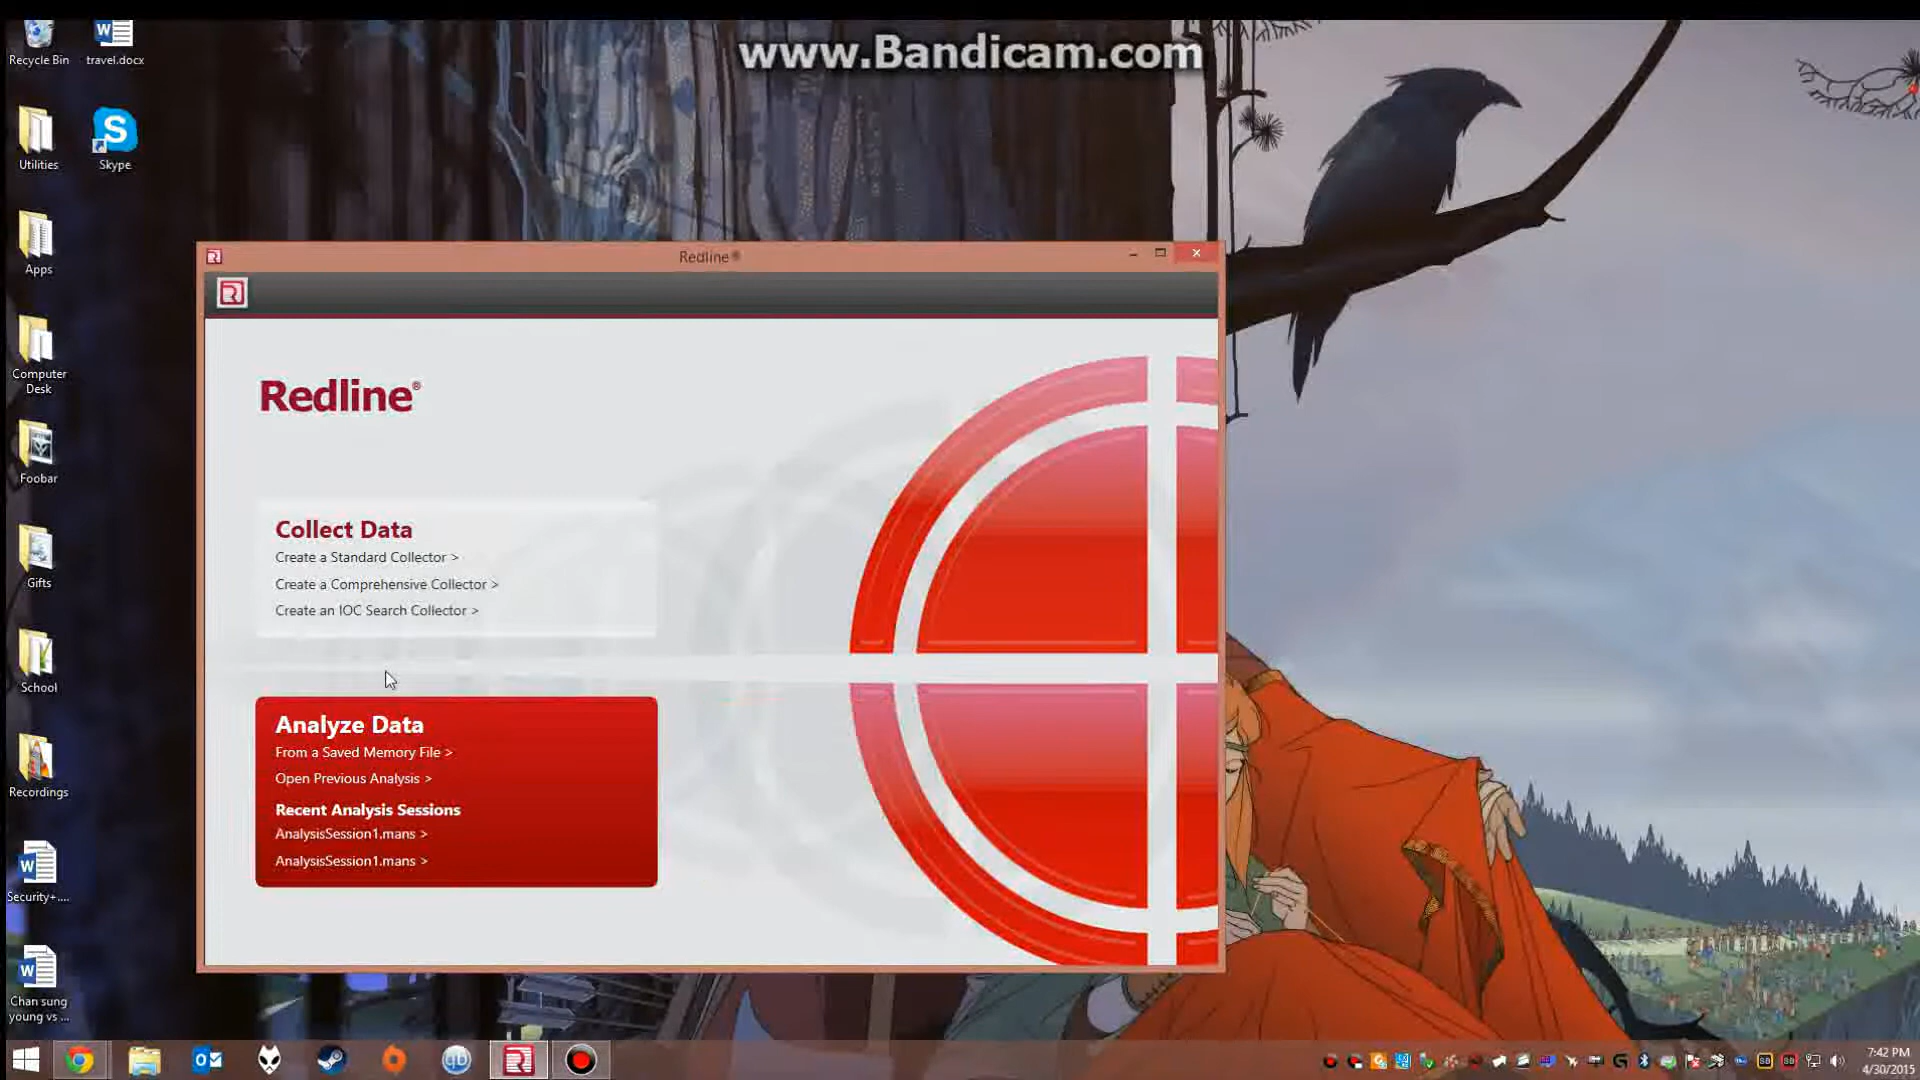 www.Bandicam.com
Recycle Bin
travel.docx
Utilities
Skype
Apps
Computer
Desk
Foobar
Gifts
School
Recordings
Security+....
Chan sung
young vs ...
Redline®
Redline®
Collect Data
Create a Standard Collector >
Create a Comprehensive Collector >
Create an IOC Search Collector >
Analyze Data
From a Saved Memory File >
Open Previous Analysis >
Recent Analysis Sessions
AnalysisSession1.mans >
AnalysisSession1.mans >
7:42 PM
4/30/2015